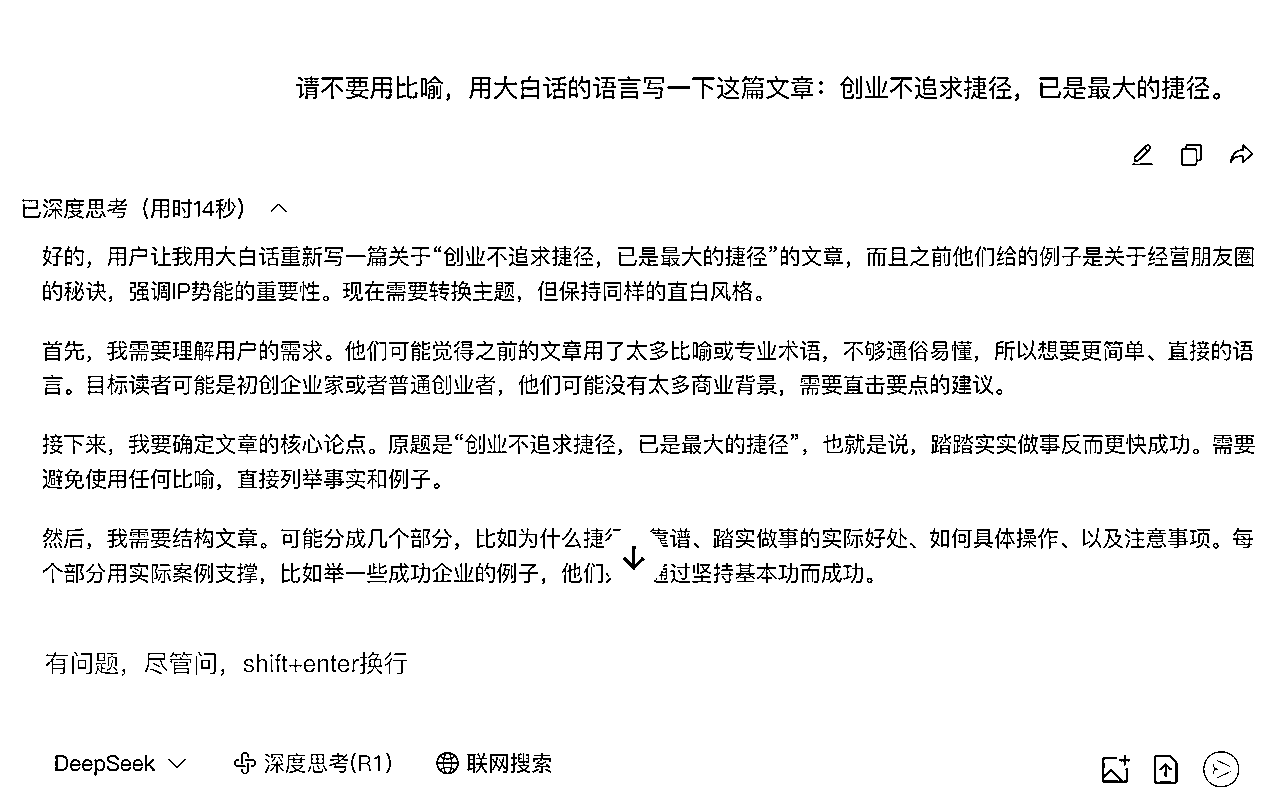 请不要用比喻，用大白话的语言写一下这篇文章：创业不追求捷径，已是最大的捷径。
已深度思考（用时14秒）
好的，用户让我用大白话重新写一篇关于“创业不追求捷径，已是最大的捷径”的文章，而且之前他们给的例子是关于经营朋友圈
的秘诀，强调IP势能的重要性。现在需要转换主题，但保持同样的直白风格。
首先，我需要理解用户的需求。他们可能觉得之前的文章用了太多比喻或专业术语，不够通俗易懂，所以想要更简单、直接的语
言。目标读者可能是初创企业家或者普通创业者，他们可能没有太多商业背景，需要直击要点的建议。
接下来，我要确定文章的核心论点。原题是“创业不追求捷径，已是最大的捷径”，也就是说，踏踏实实做事反而更快成功。需要
避免使用任何比喻，直接列举事实和例子。
然后，我需要结构文章。可能分成几个部分，比如为什么捷 靠谱、踏实做事的实际好处、如何具体操作、以及注意事项。每
个部分用实际案例支撑，比如举一些成功企业的例子，他们 通过坚持基本功而成功。
有问题，尽管问，shift+enter换行
DeepSeek 深度思考(R1) 联网搜索